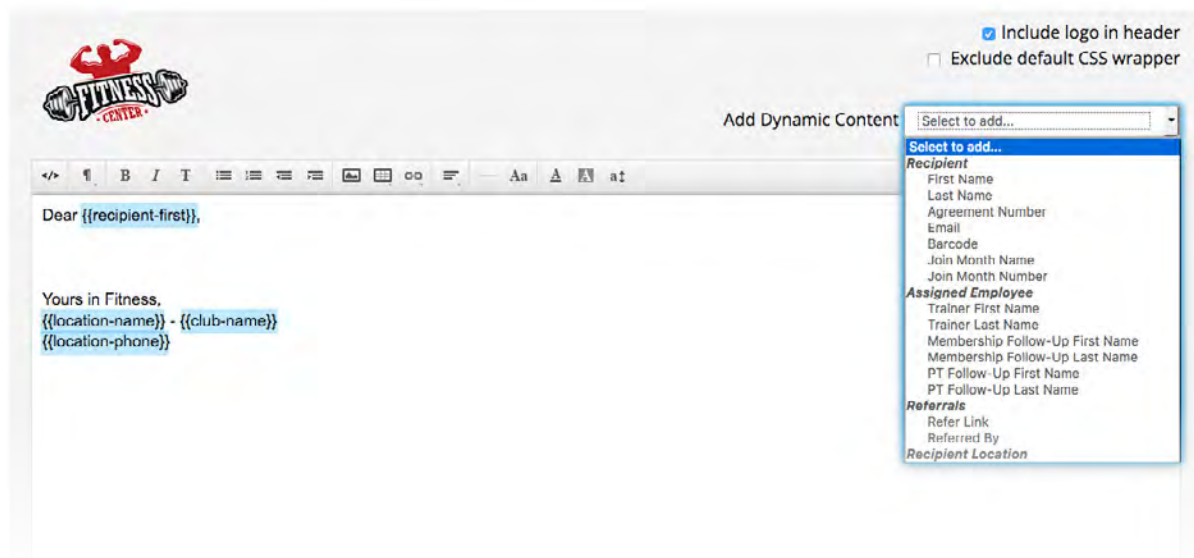 Include logo in header
Exclude default CSS wrapper
FITNESS
CENTER
Add Dynamic Content
Select to add...
Select to add...
Recipient
First Name
Last Name
Agreement Number
Email
Barcode
Join Month Name
Join Month Number
Assigned Employee
Trainer First Name
Trainer Last Name
Membership Follow-Up First Name
Membership Follow-Up Last Name
PT Follow-Up First Name
PT Follow-Up Last Name
Referrals
Refer Link
Referred By
Recipient Location
</> ¶ B I T Aa A A a‡
Dear {{recipient-first}},
Yours in Fitness,
{{location-name}} - {{club-name}}
{{location-phone}}